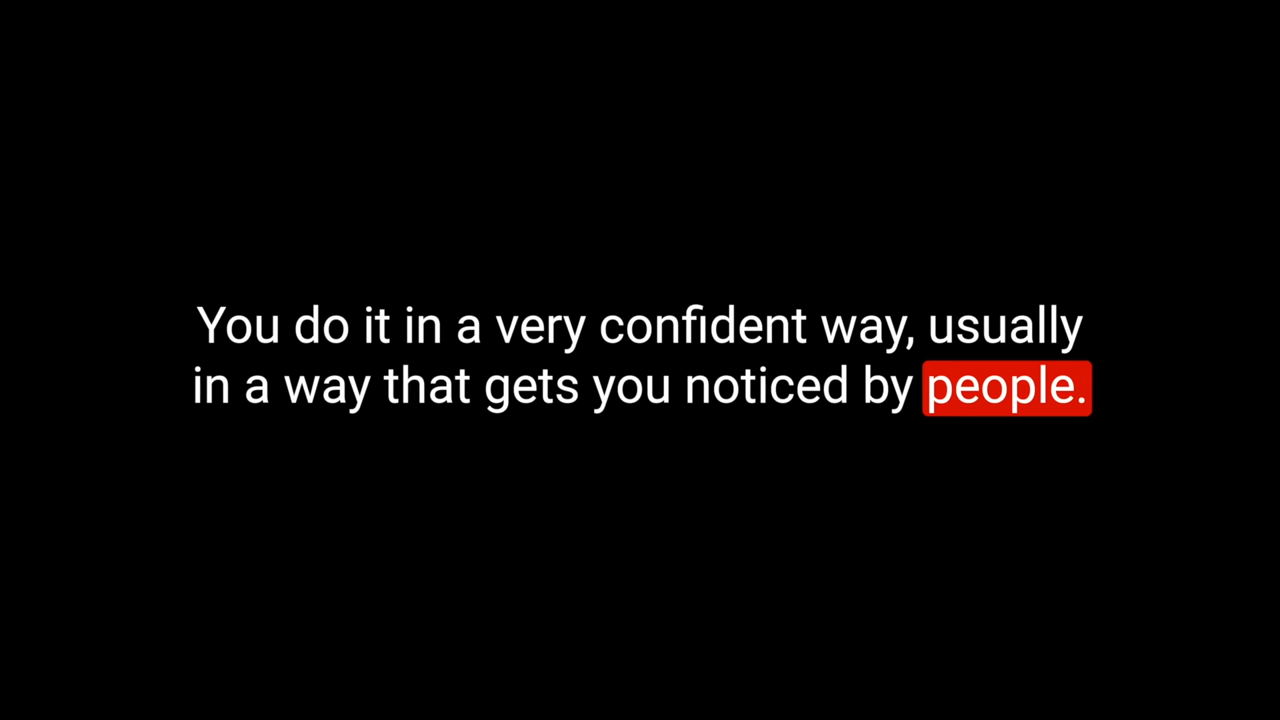 You do it in a very confident way, usually
in a way that gets you noticed by people.